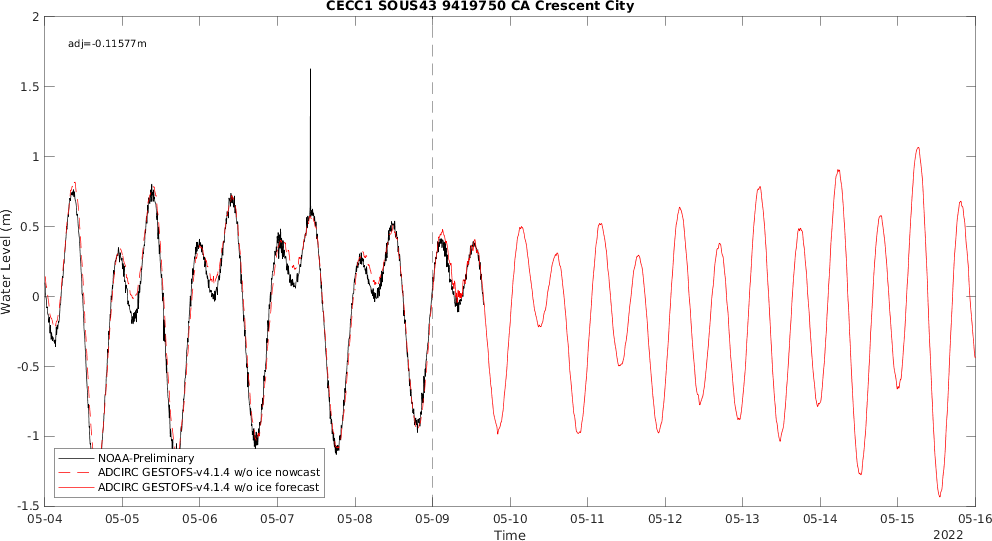 CECC1 SOUS43 9419750 CA Crescent City
2
adj=-0.11577m
1.5
1
0.5
0
-0.5
-1
-1.5
Water Level (m)
NOAA-Preliminary
ADCIRC GESTOFS-v4.1.4 w/o ice nowcast
ADCIRC GESTOFS-v4.1.4 w/o ice forecast
05-04 05-05 05-06 05-07 05-08 05-09 05-10 05-11 05-12 05-13 05-14 05-15 05-16
Time
2022